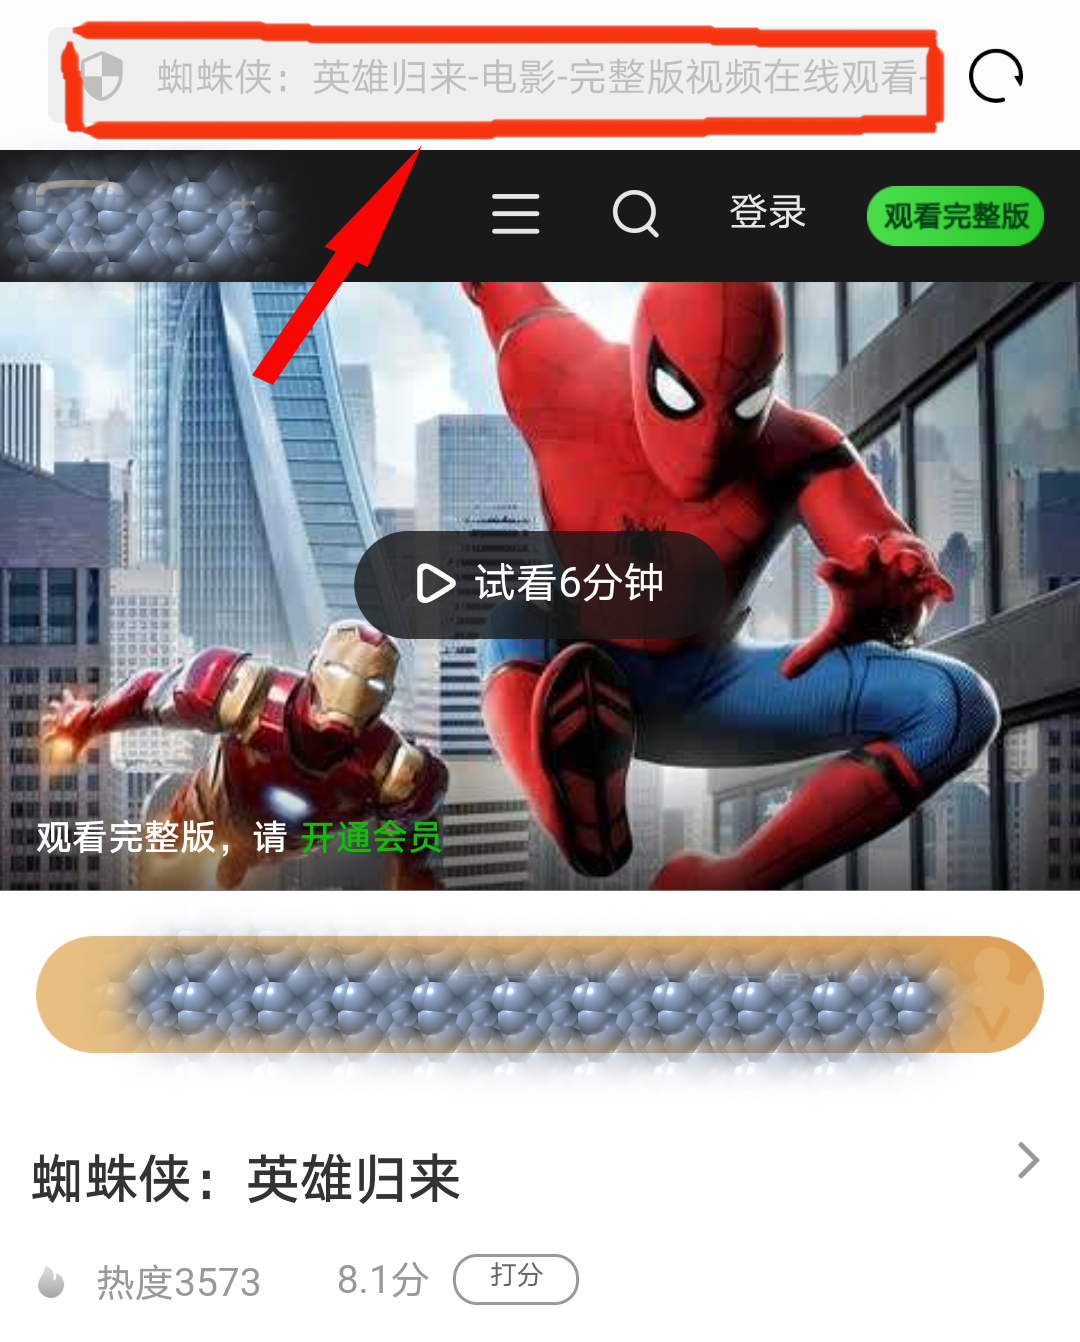 蜘蛛侠：英雄归来-电影-完整版视频在线观看-
登录
观看完整版
试看6分钟
观看完整版，请 开通会员
蜘蛛侠：英雄归来
热度3573 8.1分 打分